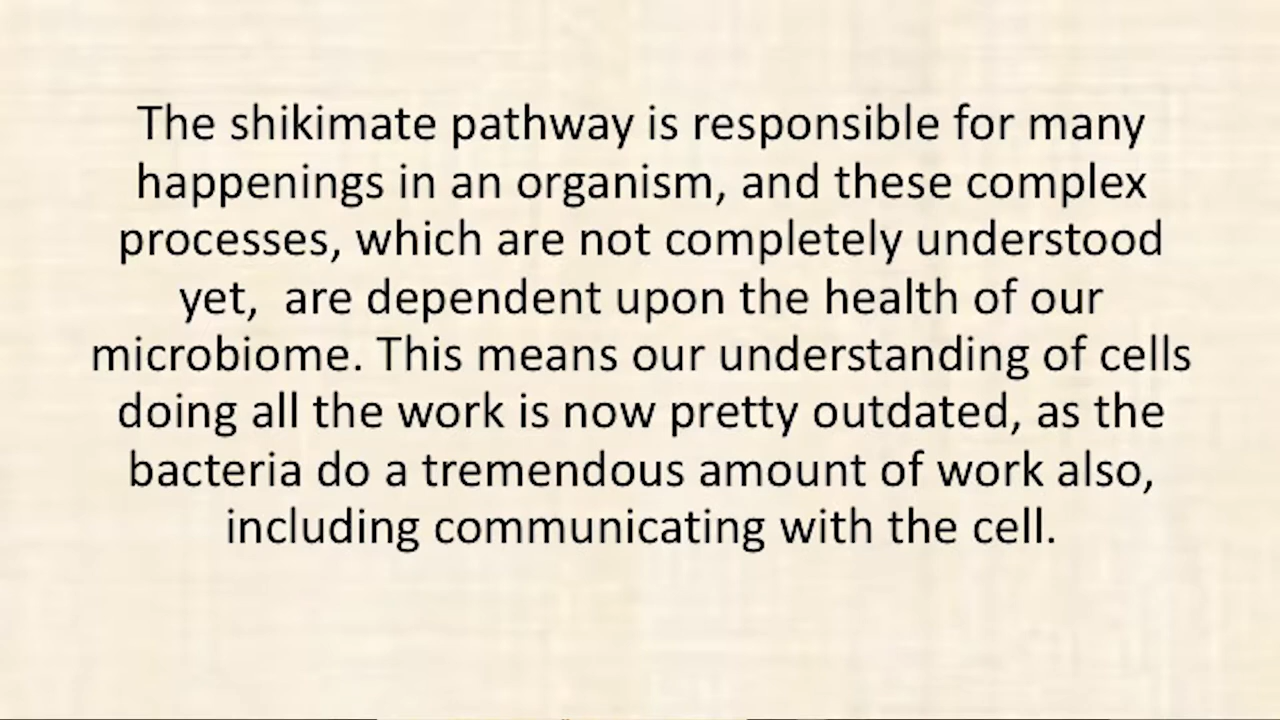 The shikimate pathway is responsible for many
happenings in an organism, and these complex
processes, which are not completely understood
yet,  are dependent upon the health of our
microbiome. This means our understanding of cells
doing all the work is now pretty outdated, as the
bacteria do a tremendous amount of work also,
including communicating with the cell.